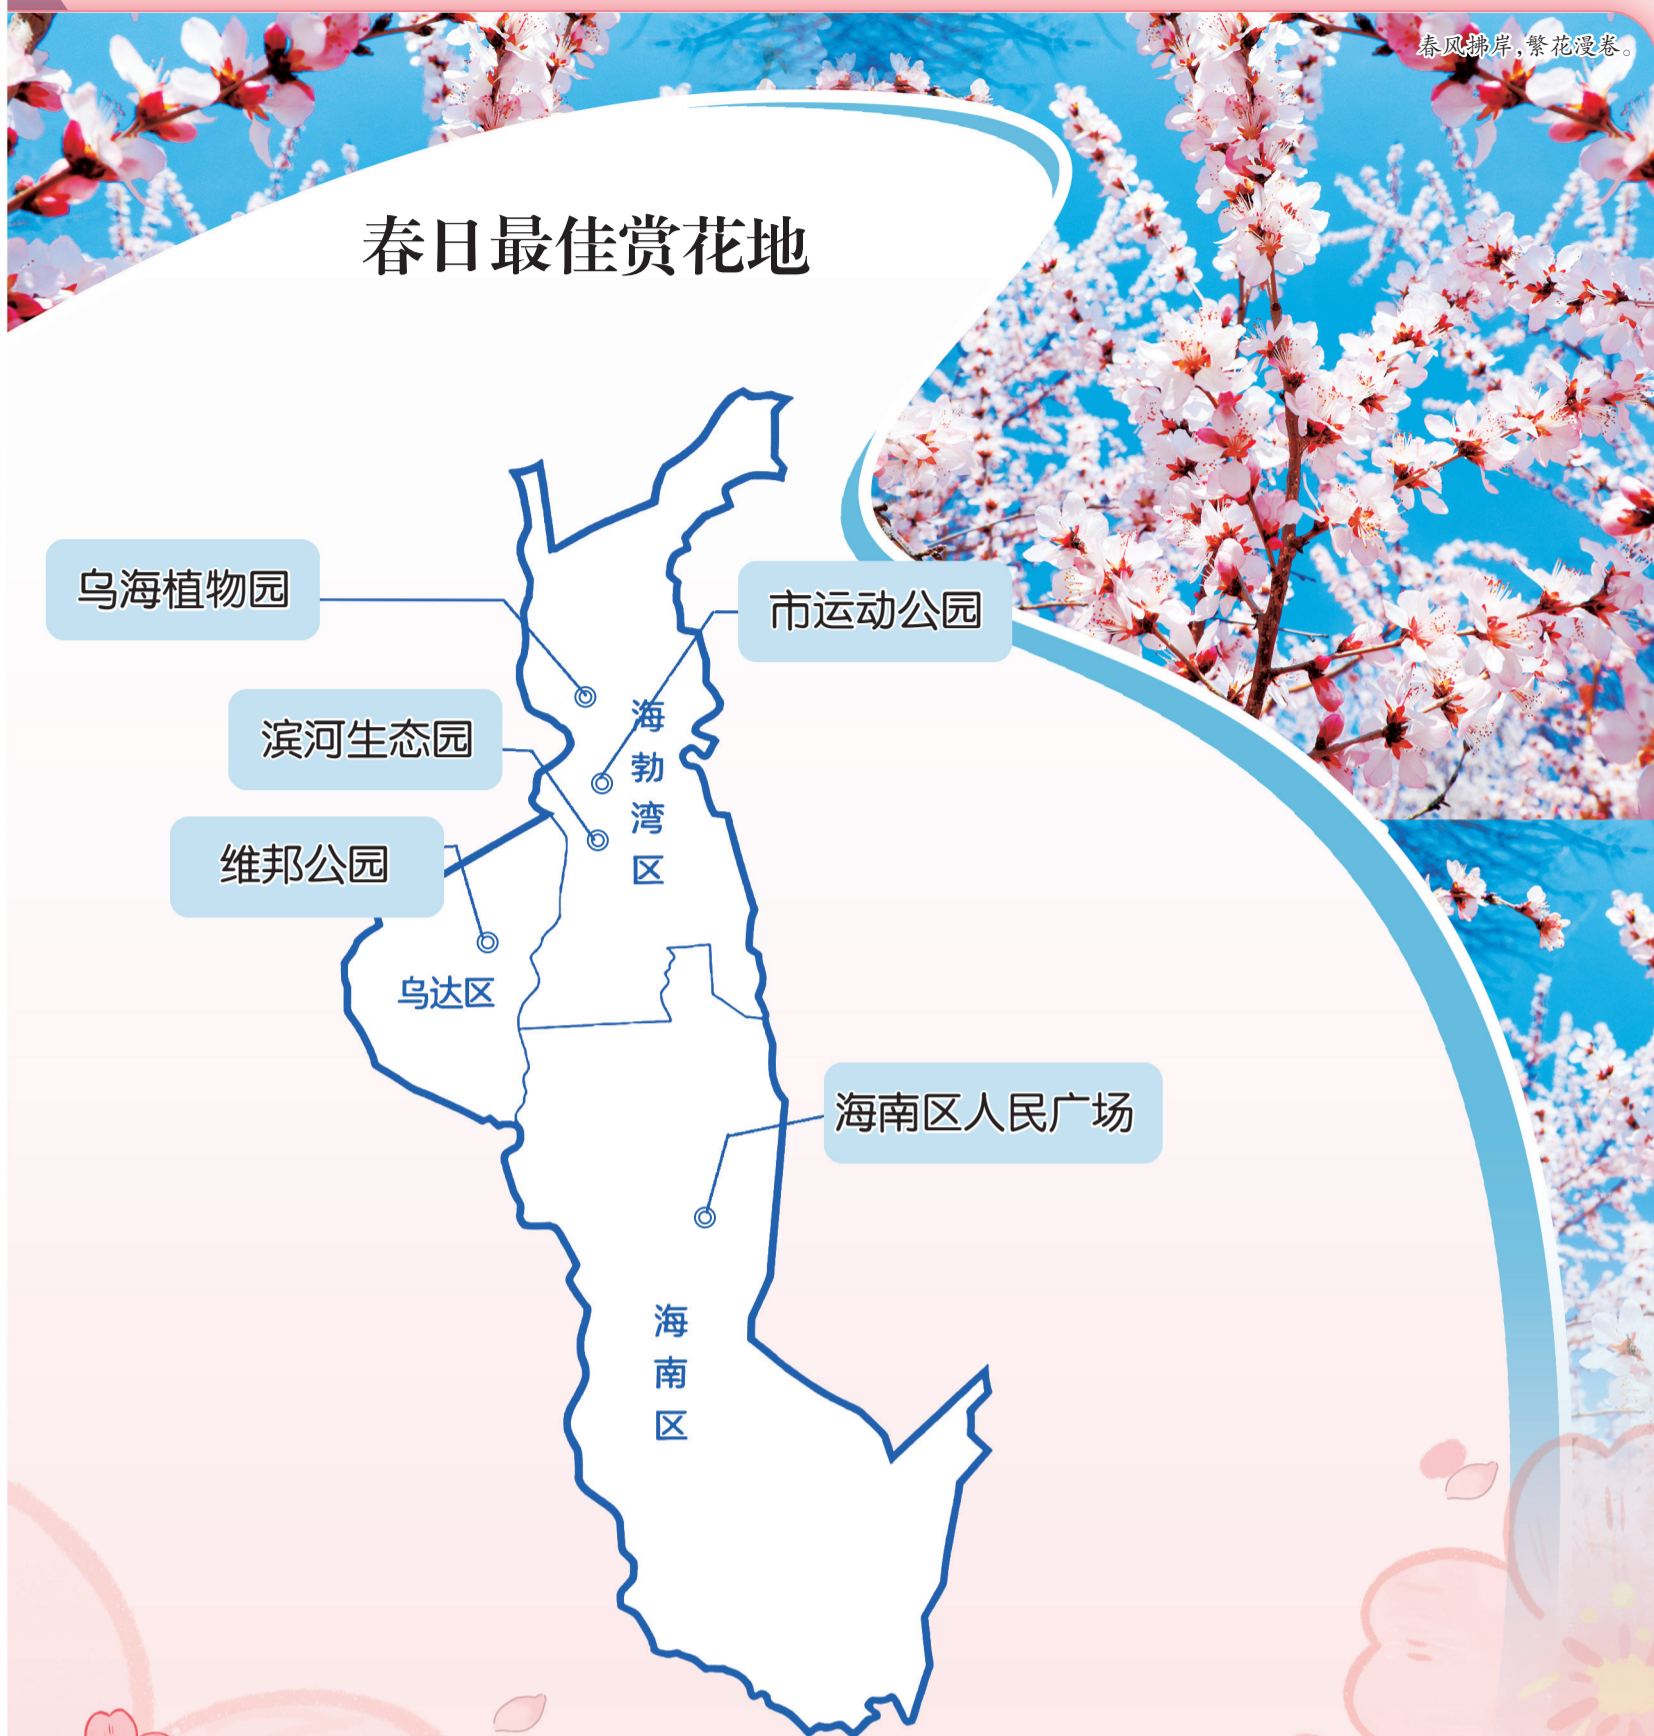 春风拂岸,繁花漫卷。
春日最佳赏花地
乌海植物园
市运动公园
滨河生态园
海勃湾区
维邦公园
乌达区
海南区人民广场
海南区